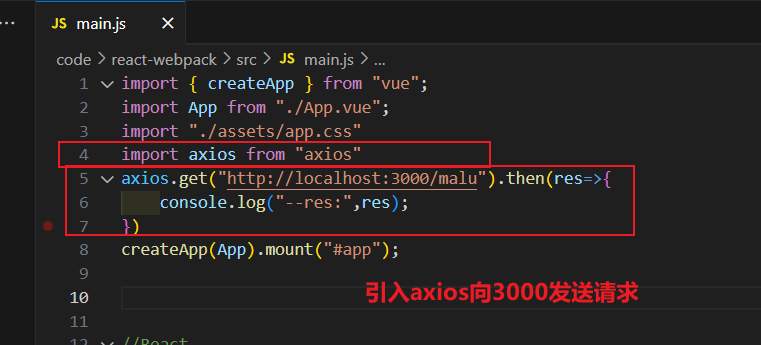 ··· JS main.js ×
code > react-webpack > src > JS main.js > ...
1 import { createApp } from "vue";
2 import App from "./App.vue";
3 import "./assets/app.css"
4 import axios from "axios"
5 axios.get("http://localhost:3000/malu").then(res=>{
6 console.log("--res:",res);
7 })
8 createApp(App).mount("#app");
9
10 引入axios向3000发送请求
11
12 //React